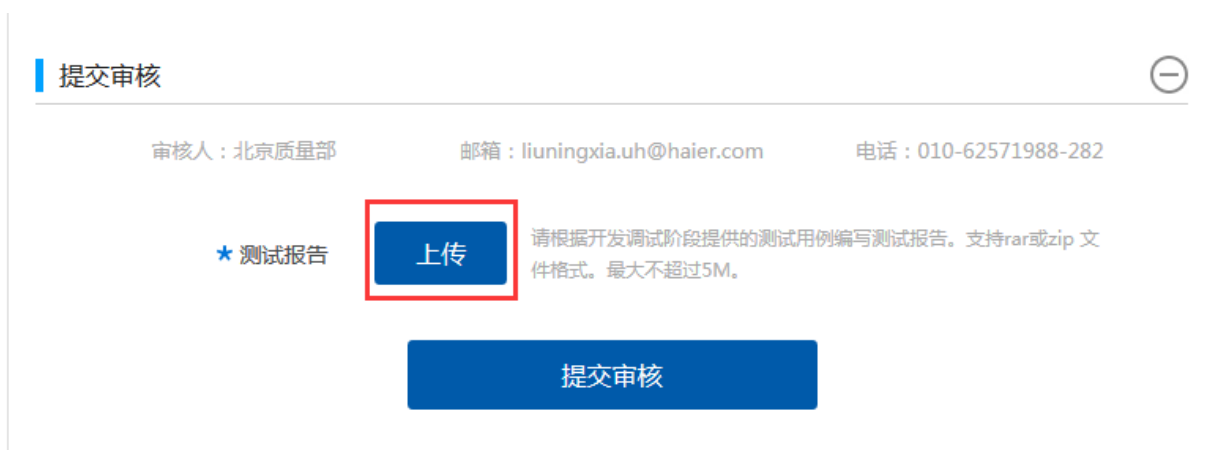 提交审核
审核人：北京质量部 邮箱：liuningxia.uh@haier.com 电话：010-62571988-282
★ 测试报告 上传 请根据开发调试阶段提供的测试用例编写测试报告。支持rar或zip 文
件格式。最大不超过5M。
提交审核